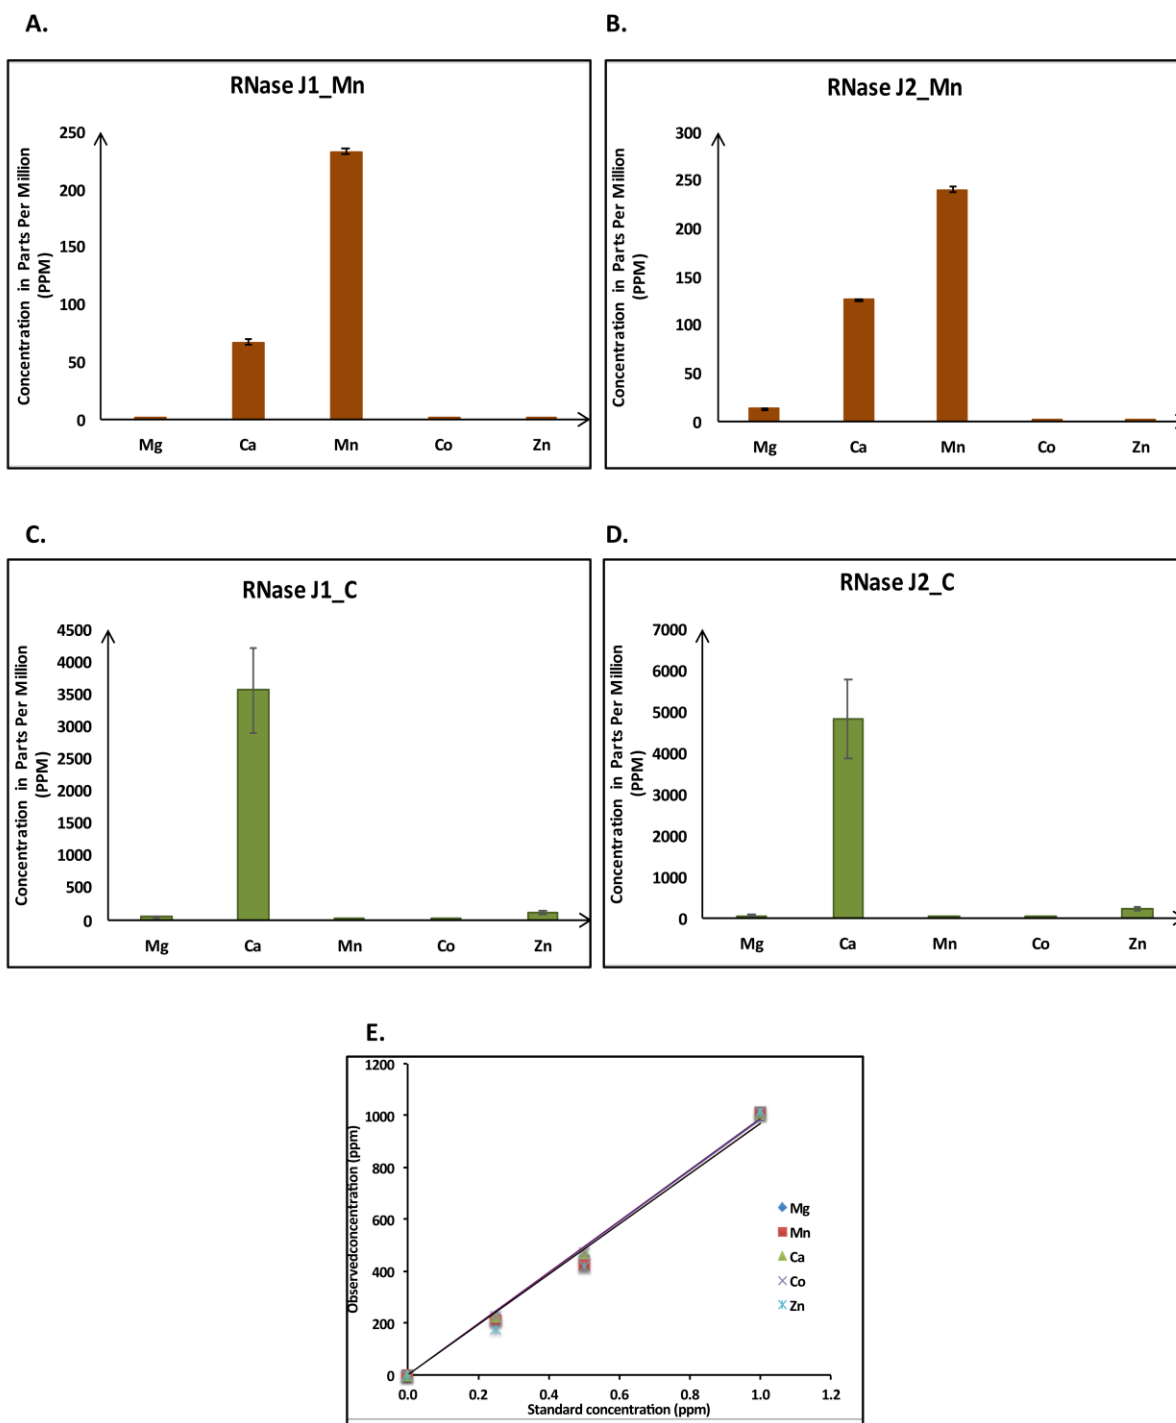 A.
RNase J1_Mn
Concentration in Parts Per Million
(PPM)
250
200
150
100
50
0
Mg Ca Mn Co Zn
B.
RNase J2_Mn
Concentration in Parts Per Million
(PPM)
300
250
200
150
100
50
0
Mg Ca Mn Co Zn
C.
RNase J1_C
Concentration in Parts Per Million
(PPM)
4500
4000
3500
3000
2500
2000
1500
1000
500
0
Mg Ca Mn Co Zn
D.
RNase J2_C
Concentration in Parts Per Million
(PPM)
7000
6000
5000
4000
3000
2000
1000
0
Mg Ca Mn Co Zn
E.
Observedconcentration (ppm)
1200
1000
800
600
400
200
0
Mg
Mn
Ca
Co
Zn
0.0 0.2 0.4 0.6 0.8 1.0 1.2
Standard concentration (ppm)